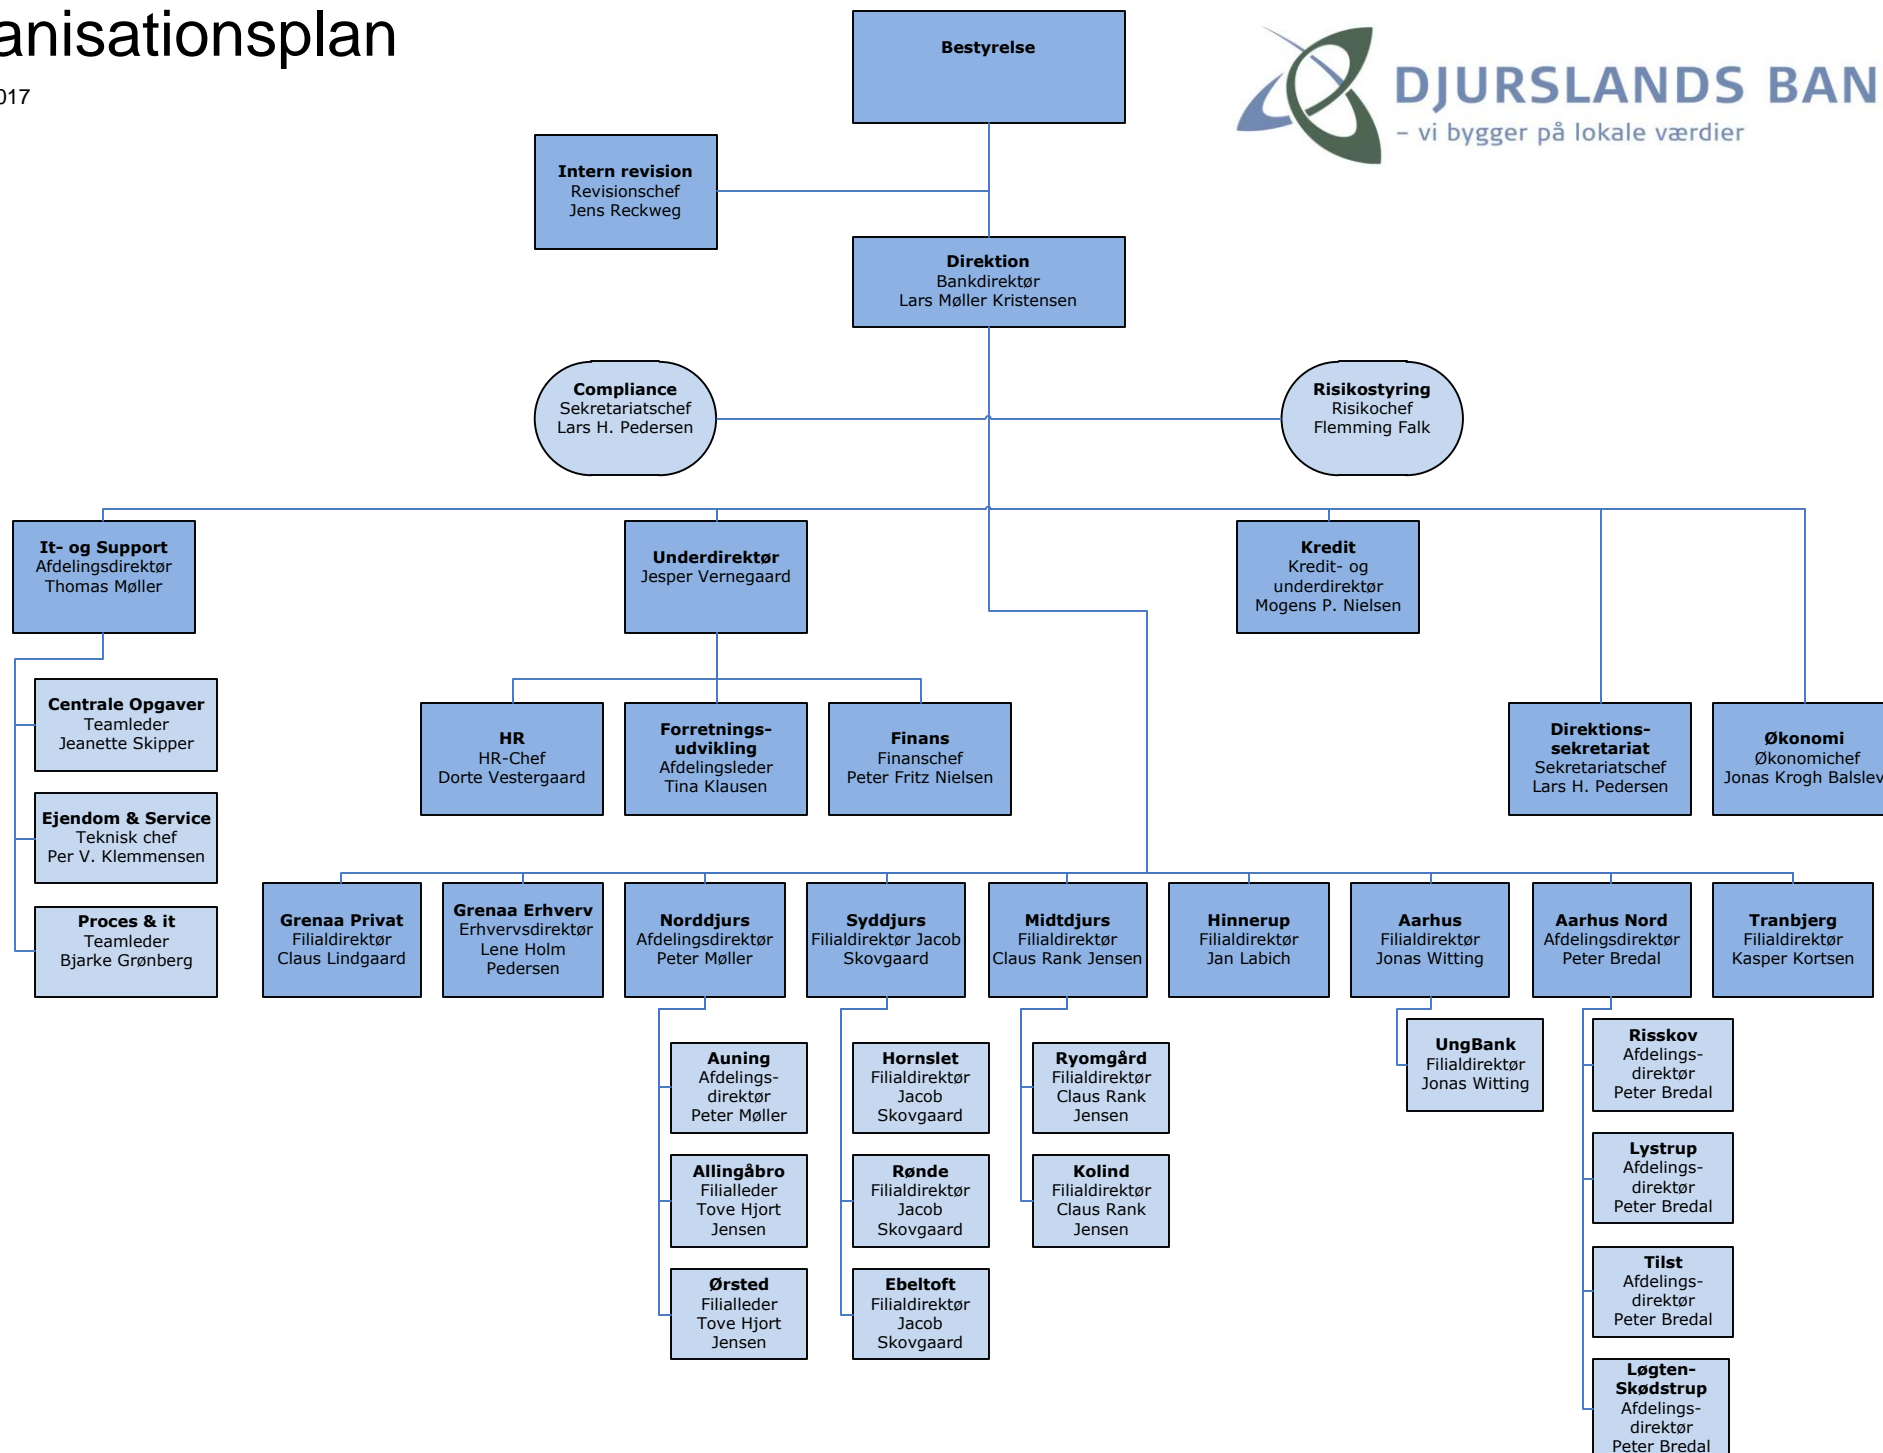 anisationsplan
017
DJURSLANDS BAN
– vi bygger på lokale værdier
Bestyrelse
Intern revision
Revisionschef
Jens Reckweg
Direktion
Bankdirektør
Lars Møller Kristensen
Compliance
Sekretariatschef
Lars H. Pedersen
Risikostyring
Risikochef
Flemming Falk
It- og Support
Afdelingsdirektør
Thomas Møller
Underdirektør
Jesper Vernegaard
Kredit
Kredit- og
underdirektør
Mogens P. Nielsen
Centrale Opgaver
Teamleder
Jeanette Skipper
Ejendom & Service
Teknisk chef
Per V. Klemmensen
Proces & it
Teamleder
Bjarke Grønberg
HR
HR-Chef
Dorte Vestergaard
Forretnings-
udvikling
Afdelingsleder
Tina Klausen
Finans
Finanschef
Peter Fritz Nielsen
Direktions-
sekretariat
Sekretariatschef
Lars H. Pedersen
Økonomi
Økonomichef
Jonas Krogh Balslev
Grenaa Privat
Filialdirektør
Claus Lindgaard
Grenaa Erhverv
Erhvervsdirektør
Lene Holm
Pedersen
Norddjurs
Afdelingsdirektør
Peter Møller
Syddjurs
Filialdirektør Jacob
Skovgaard
Midtdjurs
Filialdirektør
Claus Rank Jensen
Hinnerup
Filialdirektør
Jan Labich
Aarhus
Filialdirektør
Jonas Witting
Aarhus Nord
Afdelingsdirektør
Peter Bredal
Tranbjerg
Filialdirektør
Kasper Kortsen
Auning
Afdelings-
direktør
Peter Møller
Allingåbro
Filialleder
Tove Hjort
Jensen
Ørsted
Filialleder
Tove Hjort
Jensen
Hornslet
Filialdirektør
Jacob
Skovgaard
Rønde
Filialdirektør
Jacob
Skovgaard
Ebeltoft
Filialdirektør
Jacob
Skovgaard
Ryomgård
Filialdirektør
Claus Rank
Jensen
Kolind
Filialdirektør
Claus Rank
Jensen
UngBank
Filialdirektør
Jonas Witting
Risskov
Afdelings-
direktør
Peter Bredal
Lystrup
Afdelings-
direktør
Peter Bredal
Tilst
Afdelings-
direktør
Peter Bredal
Løgten-
Skødstrup
Afdelings-
direktør
Peter Bredal